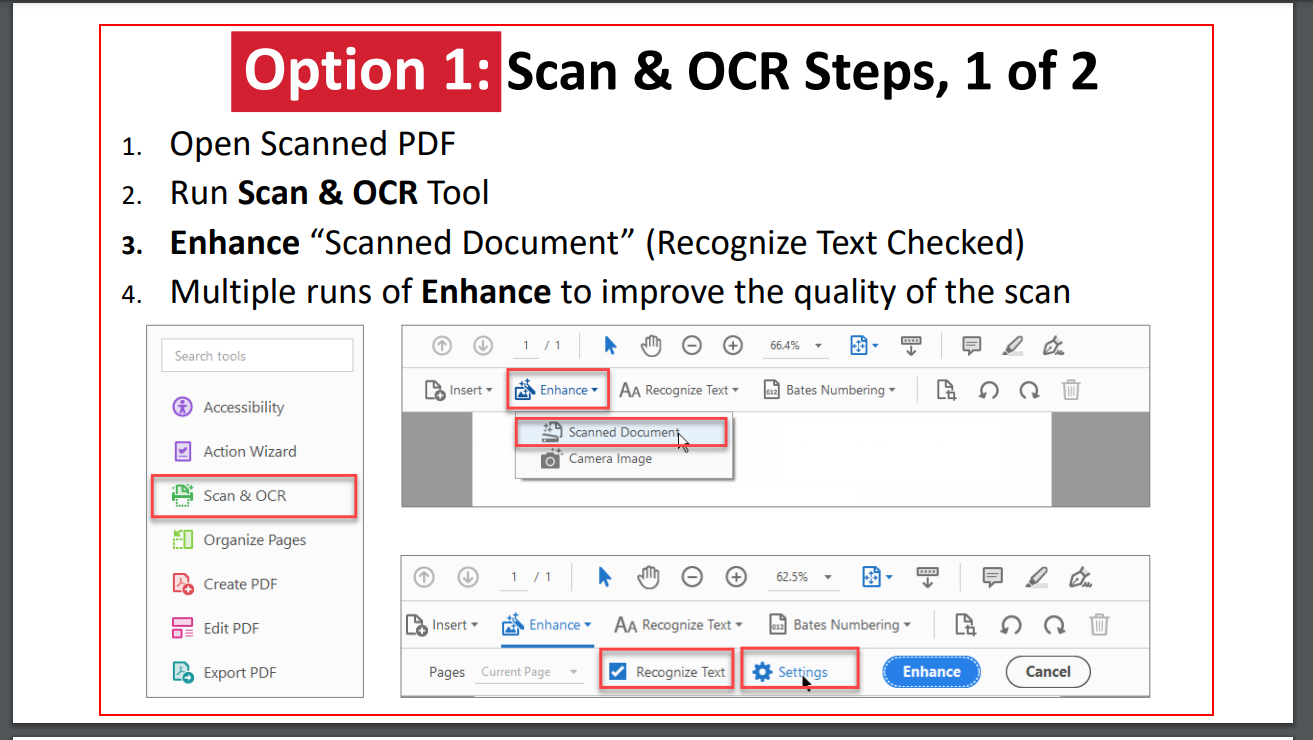 Option 1: Scan & OCR Steps, 1 of 2
1. Open Scanned PDF
2. Run Scan & OCR Tool
3. Enhance “Scanned Document” (Recognize Text Checked)
4. Multiple runs of Enhance to improve the quality of the scan
Search tools
Accessibility
Action Wizard
Scan & OCR
Organize Pages
Create PDF
Edit PDF
Export PDF
1 / 1 66.4%
Insert Enhance AA Recognize Text 012 Bates Numbering
Scanned Document
Camera Image
1 / 1 62.5%
Insert Enhance AA Recognize Text 012 Bates Numbering
Pages Current Page Recognize Text Settings Enhance Cancel